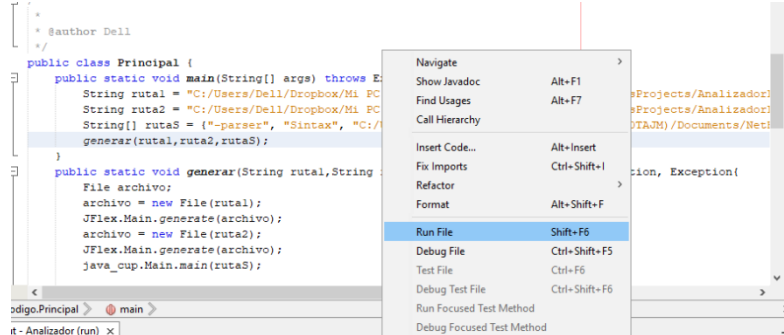 *
* @author Dell
*/
public class Principal {
public static void main(String[] args) throws E
String ruta1 = "C:/Users/Dell/Dropbox/Mi PC
sProjects/Analizador
String ruta2 = "C:/Users/Dell/Dropbox/Mi PC
sProjects/Analizador
String[] rutaS = {"-parser", "Sintax", "C:/
OTAJM)/Documents/Net
generar(ruta1,ruta2,rutaS);
}
public static void generar(String ruta1,String
tion, Exception{
File archivo;
archivo = new File(ruta1);
JFlex.Main.generate(archivo);
archivo = new File(ruta2);
JFlex.Main.generate(archivo);
java_cup.Main.main(rutaS);
Navigate >
Show Javadoc Alt+F1
Find Usages Alt+F7
Call Hierarchy
Insert Code... Alt+Insert
Fix Imports Ctrl+Shift+I
Refactor >
Format Alt+Shift+F
Run File Shift+F6
Debug File Ctrl+Shift+F5
Test File Ctrl+F6
Debug Test File Ctrl+Shift+F6
Run Focused Test Method
Debug Focused Test Method
odigo.Principal > main >
ut - Analizador (run) ×